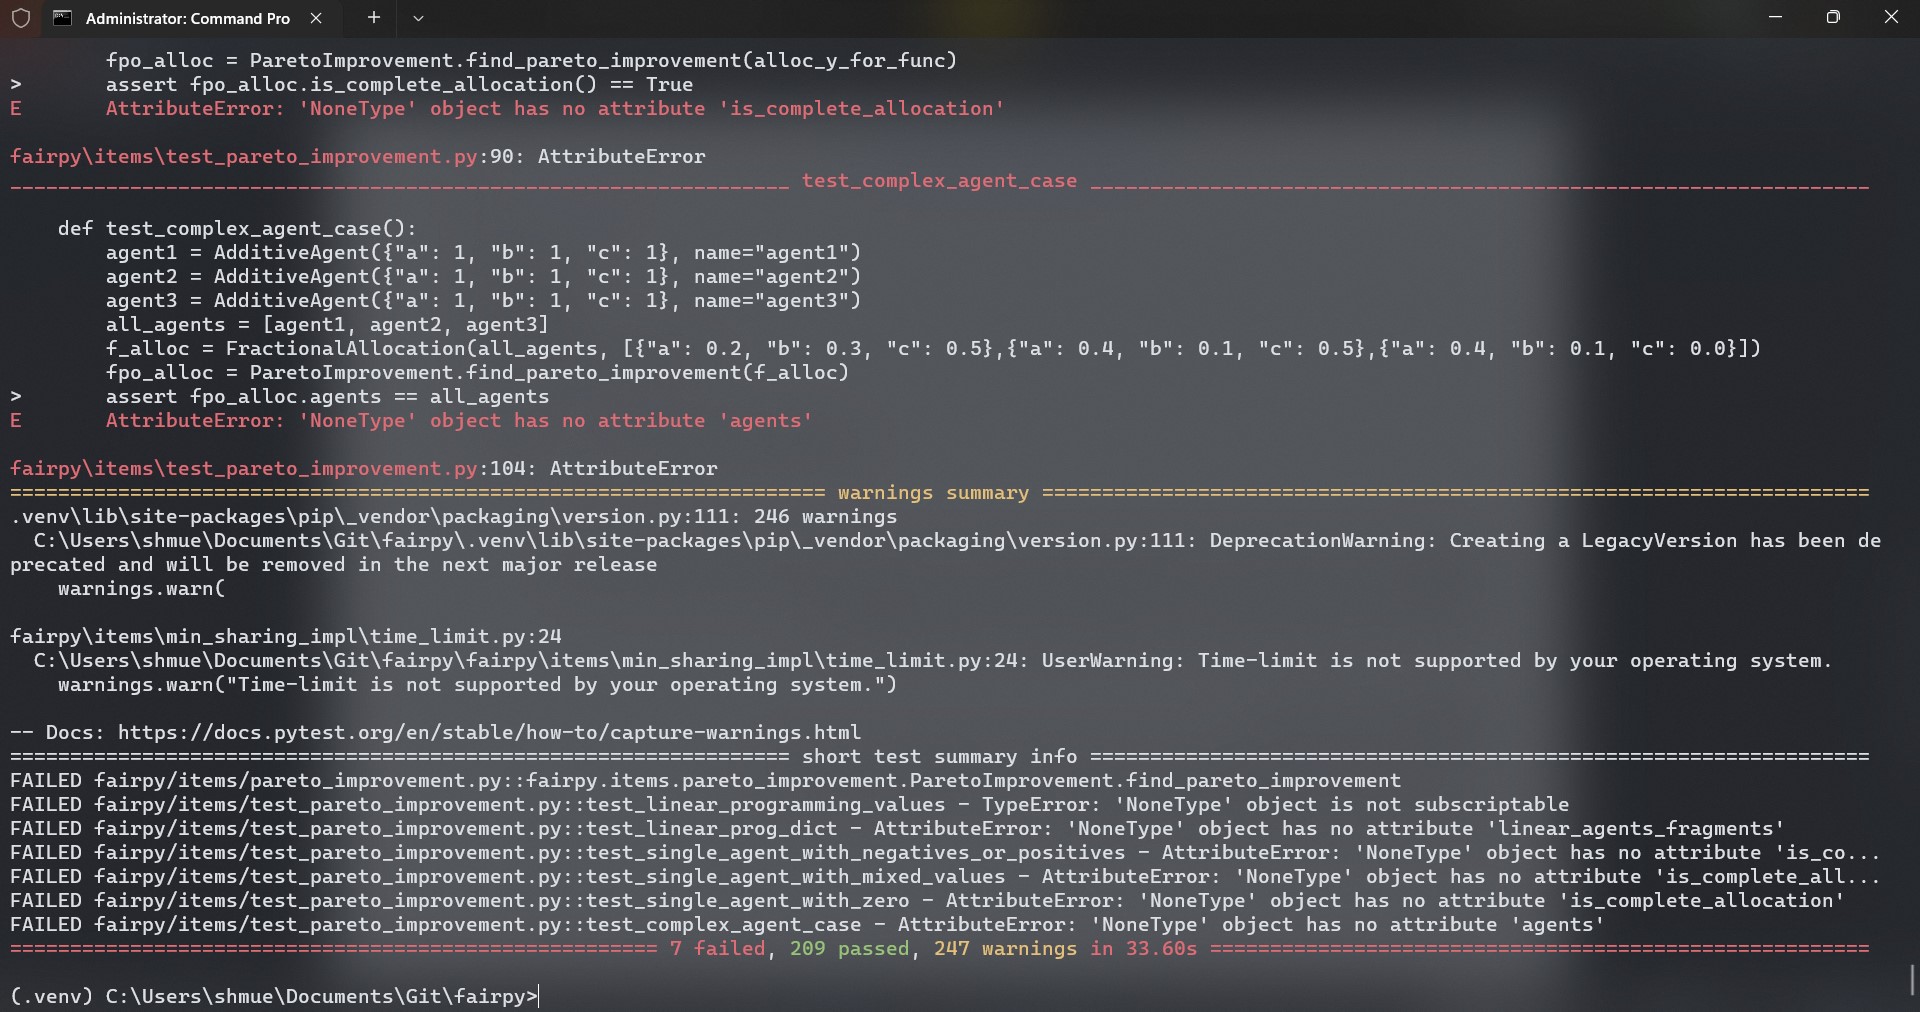 Administrator: Command Pro
        fpo_alloc = ParetoImprovement.find_pareto_improvement(alloc_y_for_func)
>       assert fpo_alloc.is_complete_allocation() == True
E       AttributeError: 'NoneType' object has no attribute 'is_complete_allocation'
fairpy\items\test_pareto_improvement.py:90: AttributeError
_________________________________________________________________ test_complex_agent_case _________________________________________________________________
    def test_complex_agent_case():
        agent1 = AdditiveAgent({"a": 1, "b": 1, "c": 1}, name="agent1")
        agent2 = AdditiveAgent({"a": 1, "b": 1, "c": 1}, name="agent2")
        agent3 = AdditiveAgent({"a": 1, "b": 1, "c": 1}, name="agent3")
        all_agents = [agent1, agent2, agent3]
        f_alloc = FractionalAllocation(all_agents, [{"a": 0.2, "b": 0.3, "c": 0.5},{"a": 0.4, "b": 0.1, "c": 0.5},{"a": 0.4, "b": 0.1, "c": 0.0}])
        fpo_alloc = ParetoImprovement.find_pareto_improvement(f_alloc)
>       assert fpo_alloc.agents == all_agents
E       AttributeError: 'NoneType' object has no attribute 'agents'
fairpy\items\test_pareto_improvement.py:104: AttributeError
==================================================================== warnings summary =====================================================================
.venv\lib\site-packages\pip\_vendor\packaging\version.py:111: 246 warnings
  C:\Users\shmue\Documents\Git\fairpy\.venv\lib\site-packages\pip\_vendor\packaging\version.py:111: DeprecationWarning: Creating a LegacyVersion has been de
precated and will be removed in the next major release
    warnings.warn(
fairpy\items\min_sharing_impl\time_limit.py:24
  C:\Users\shmue\Documents\Git\fairpy\fairpy\items\min_sharing_impl\time_limit.py:24: UserWarning: Time-limit is not supported by your operating system.
    warnings.warn("Time-limit is not supported by your operating system.")
-- Docs: https://docs.pytest.org/en/stable/how-to/capture-warnings.html
================================================================= short test summary info =================================================================
FAILED fairpy/items/pareto_improvement.py::fairpy.items.pareto_improvement.ParetoImprovement.find_pareto_improvement
FAILED fairpy/items/test_pareto_improvement.py::test_linear_programming_values - TypeError: 'NoneType' object is not subscriptable
FAILED fairpy/items/test_pareto_improvement.py::test_linear_prog_dict - AttributeError: 'NoneType' object has no attribute 'linear_agents_fragments'
FAILED fairpy/items/test_pareto_improvement.py::test_single_agent_with_negatives_or_positives - AttributeError: 'NoneType' object has no attribute 'is_co...
FAILED fairpy/items/test_pareto_improvement.py::test_single_agent_with_mixed_values - AttributeError: 'NoneType' object has no attribute 'is_complete_all...
FAILED fairpy/items/test_pareto_improvement.py::test_single_agent_with_zero - AttributeError: 'NoneType' object has no attribute 'is_complete_allocation'
FAILED fairpy/items/test_pareto_improvement.py::test_complex_agent_case - AttributeError: 'NoneType' object has no attribute 'agents'
====================================================== 7 failed, 209 passed, 247 warnings in 33.60s =======================================================
(.venv) C:\Users\shmue\Documents\Git\fairpy>